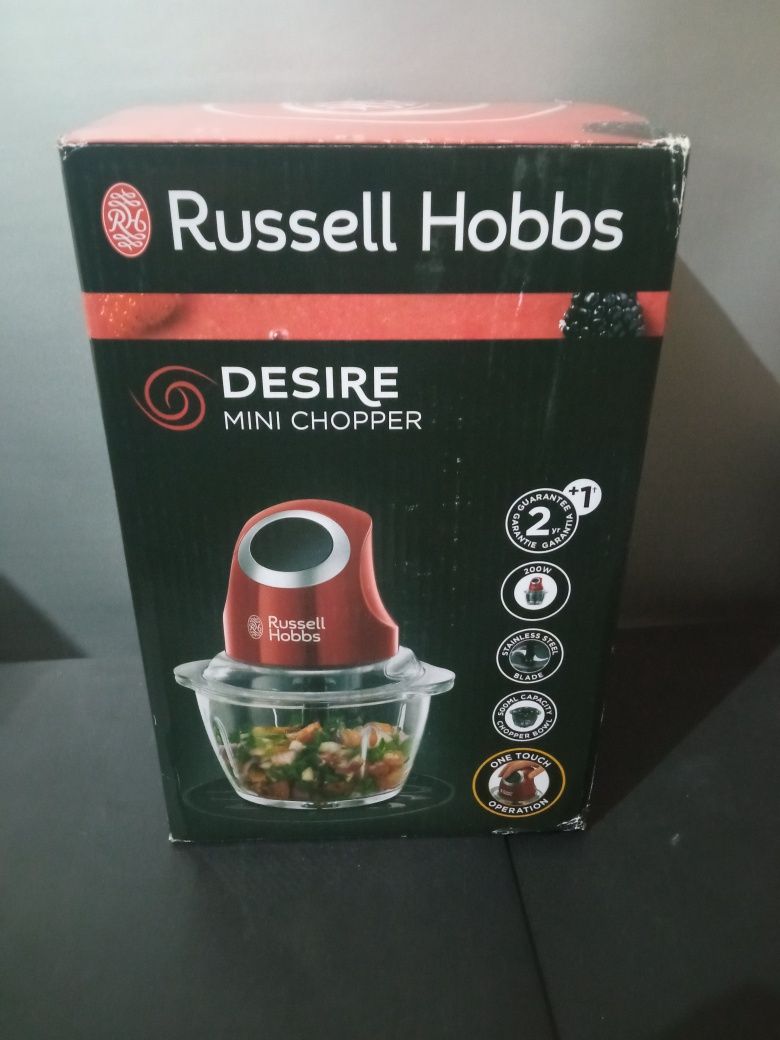 RH
Russell Hobbs
DESIRE
MINI CHOPPER
+1†
GUARANTEE
2 yr
GARANTIE GARANTIA
200W
STAINLESS STEEL
BLADE
500ML CAPACITY
CHOPPER BOWL
ONE TOUCH
OPERATION
RH
Russell
Hobbs